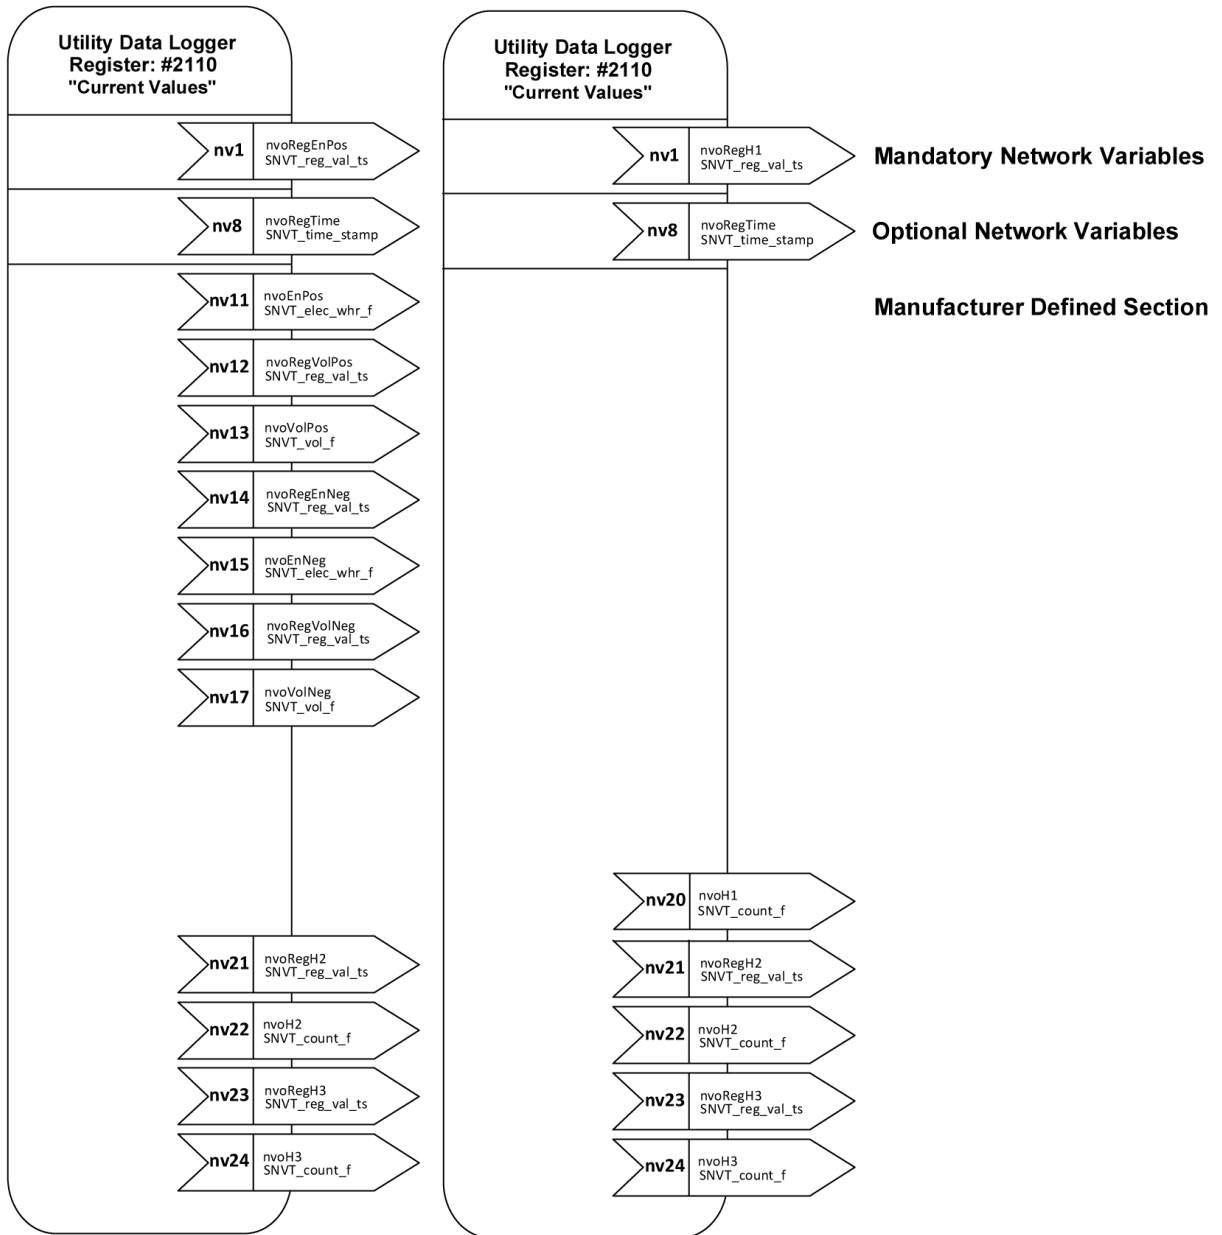 Utility Data Logger
Register: #2110
"Current Values"
nv1
nvoRegEnPos
SNVT_reg_val_ts
nv8
nvoRegTime
SNVT_time_stamp
nv11
nvoEnPos
SNVT_elec_whr_f
nv12
nvoRegVolPos
SNVT_reg_val_ts
nv13
nvoVolPos
SNVT_vol_f
nv14
nvoRegEnNeg
SNVT_reg_val_ts
nv15
nvoEnNeg
SNVT_elec_whr_f
nv16
nvoRegVolNeg
SNVT_reg_val_ts
nv17
nvoVolNeg
SNVT_vol_f
nv21
nvoRegH2
SNVT_reg_val_ts
nv22
nvoH2
SNVT_count_f
nv23
nvoRegH3
SNVT_reg_val_ts
nv24
nvoH3
SNVT_count_f
Utility Data Logger
Register: #2110
"Current Values"
nv1
nvoRegH1
SNVT_reg_val_ts
nv8
nvoRegTime
SNVT_time_stamp
nv20
nvoH1
SNVT_count_f
nv21
nvoRegH2
SNVT_reg_val_ts
nv22
nvoH2
SNVT_count_f
nv23
nvoRegH3
SNVT_reg_val_ts
nv24
nvoH3
SNVT_count_f
Mandatory Network Variables
Optional Network Variables
Manufacturer Defined Section